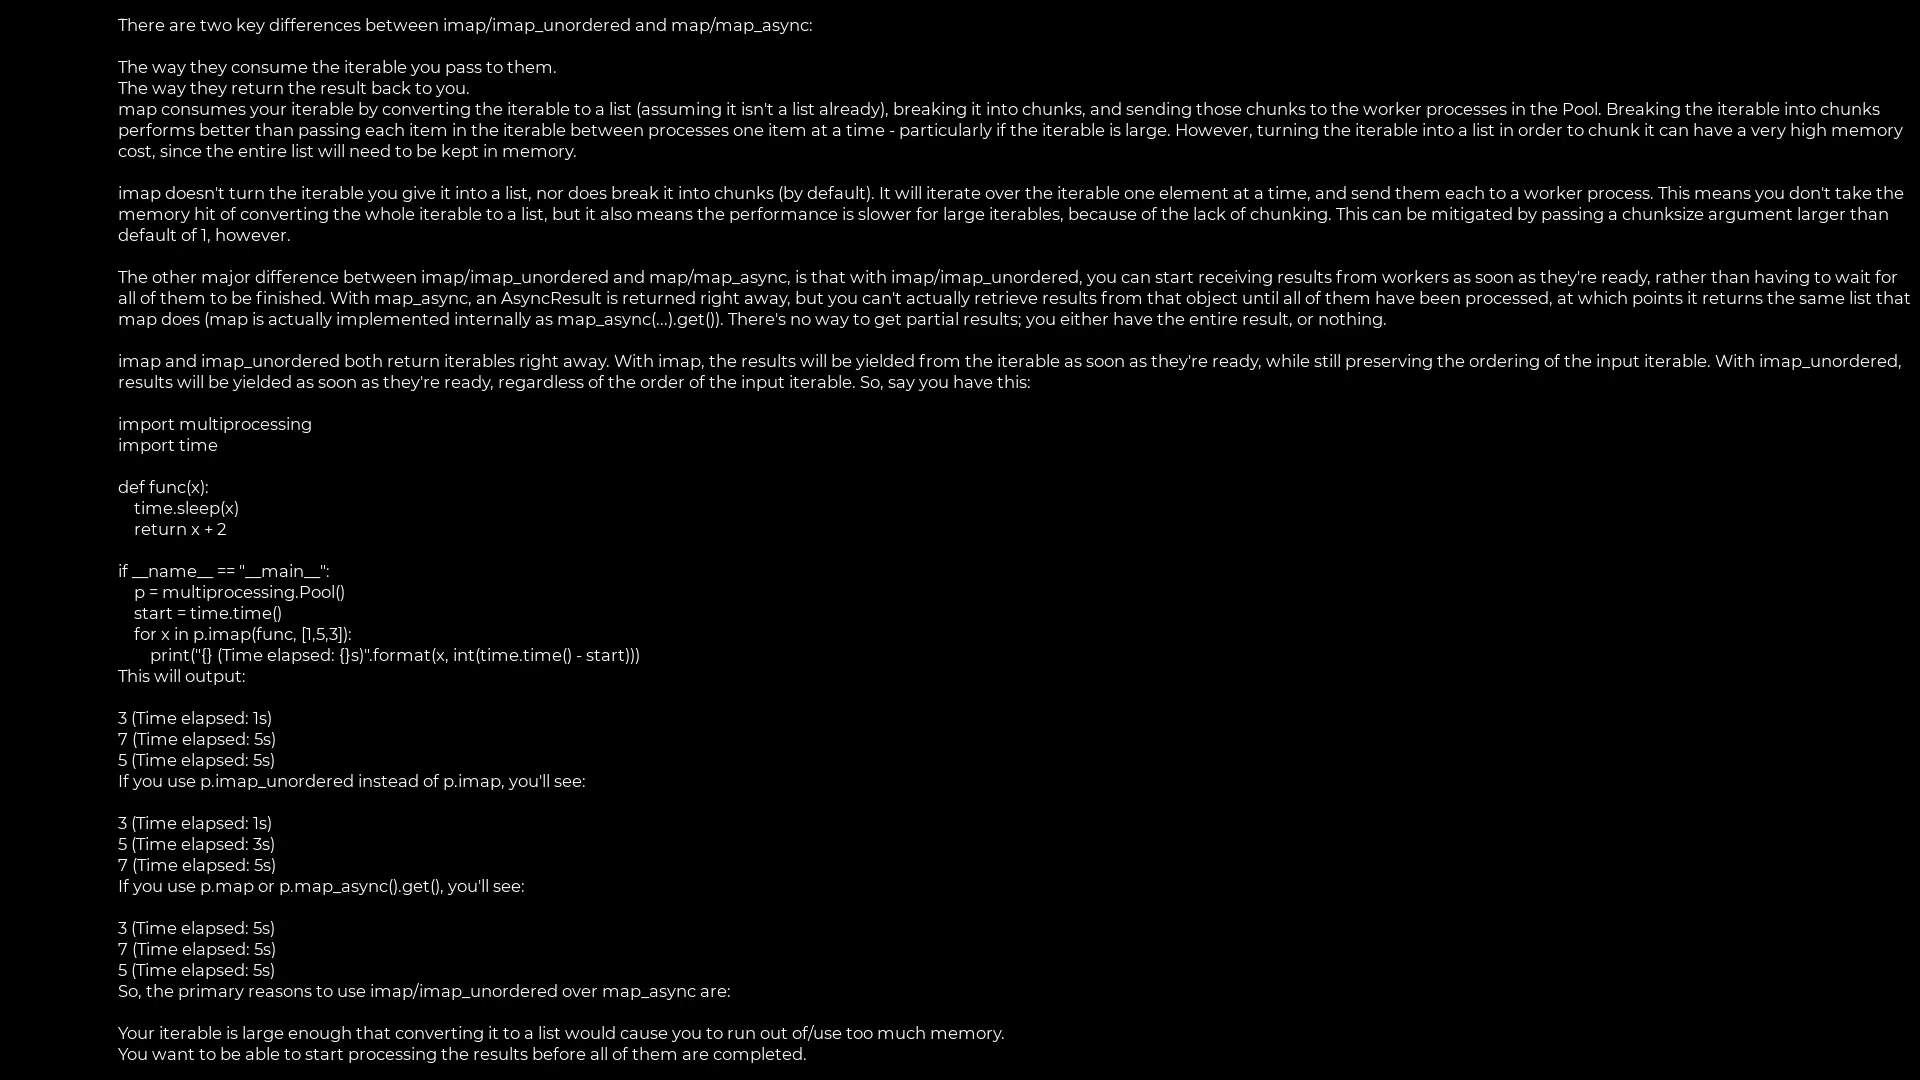 There are two key differences between imap/imap_unordered and map/map_async:
The way they consume the iterable you pass to them.
The way they return the result back to you.
map consumes your iterable by converting the iterable to a list (assuming it isn't a list already), breaking it into chunks, and sending those chunks to the worker processes in the Pool. Breaking the iterable into chunks
performs better than passing each item in the iterable between processes one item at a time - particularly if the iterable is large. However, turning the iterable into a list in order to chunk it can have a very high memory
cost, since the entire list will need to be kept in memory.
imap doesn't turn the iterable you give it into a list, nor does break it into chunks (by default). It will iterate over the iterable one element at a time, and send them each to a worker process. This means you don't take the
memory hit of converting the whole iterable to a list, but it also means the performance is slower for large iterables, because of the lack of chunking. This can be mitigated by passing a chunksize argument larger than
default of 1, however.
The other major difference between imap/imap_unordered and map/map_async, is that with imap/imap_unordered, you can start receiving results from workers as soon as they're ready, rather than having to wait for
all of them to be finished. With map_async, an AsyncResult is returned right away, but you can't actually retrieve results from that object until all of them have been processed, at which points it returns the same list that
map does (map is actually implemented internally as map_async(...).get()). There's no way to get partial results; you either have the entire result, or nothing.
imap and imap_unordered both return iterables right away. With imap, the results will be yielded from the iterable as soon as they're ready, while still preserving the ordering of the input iterable. With imap_unordered,
results will be yielded as soon as they're ready, regardless of the order of the input iterable. So, say you have this:
import multiprocessing
import time
def func(x):
    time.sleep(x)
    return x + 2
if __name__ == "__main__":
    p = multiprocessing.Pool()
    start = time.time()
    for x in p.imap(func, [1,5,3]):
        print("{} (Time elapsed: {}s)".format(x, int(time.time() - start)))
This will output:
3 (Time elapsed: 1s)
7 (Time elapsed: 5s)
5 (Time elapsed: 5s)
If you use p.imap_unordered instead of p.imap, you'll see:
3 (Time elapsed: 1s)
5 (Time elapsed: 3s)
7 (Time elapsed: 5s)
If you use p.map or p.map_async().get(), you'll see:
3 (Time elapsed: 5s)
7 (Time elapsed: 5s)
5 (Time elapsed: 5s)
So, the primary reasons to use imap/imap_unordered over map_async are:
Your iterable is large enough that converting it to a list would cause you to run out of/use too much memory.
You want to be able to start processing the results before all of them are completed.